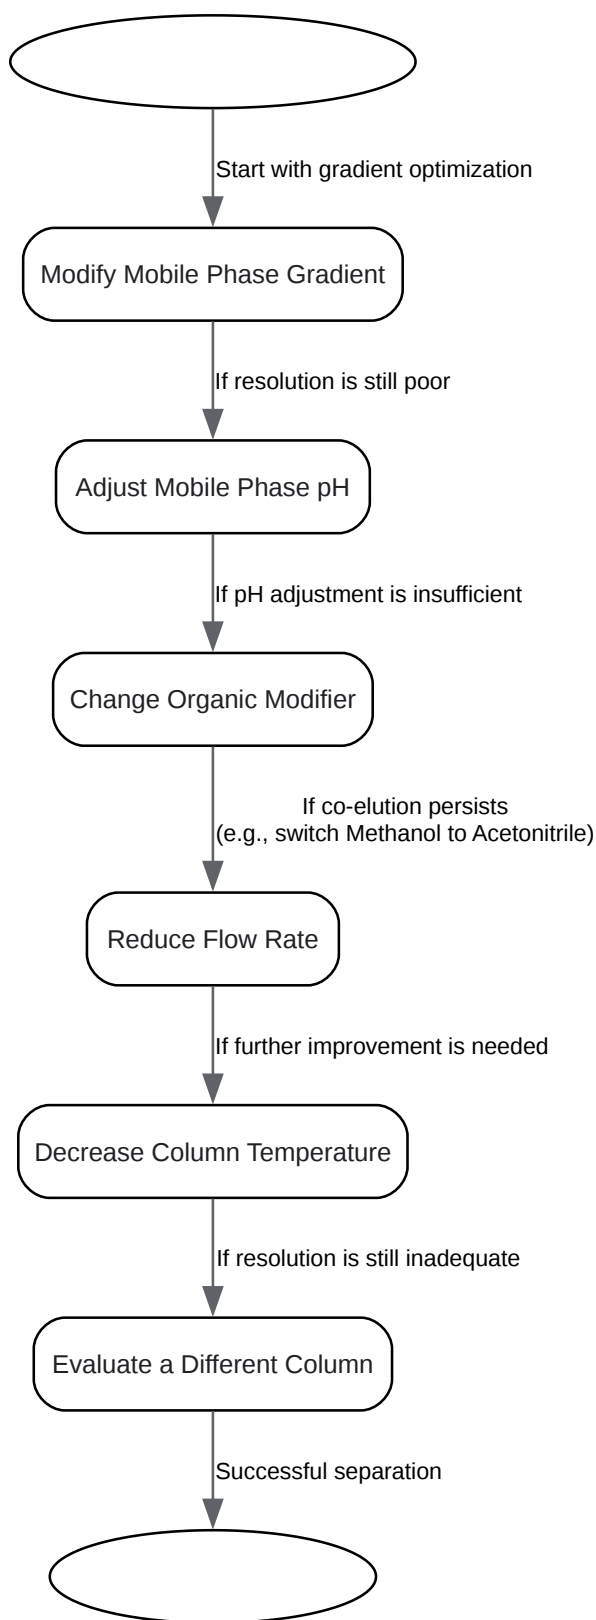 Start with gradient optimization
Modify Mobile Phase Gradient
If resolution is still poor
Adjust Mobile Phase pH
If pH adjustment is insufficient
Change Organic Modifier
If co-elution persists
(e.g., switch Methanol to Acetonitrile)
Reduce Flow Rate
If further improvement is needed
Decrease Column Temperature
If resolution is still inadequate
Evaluate a Different Column
Successful separation